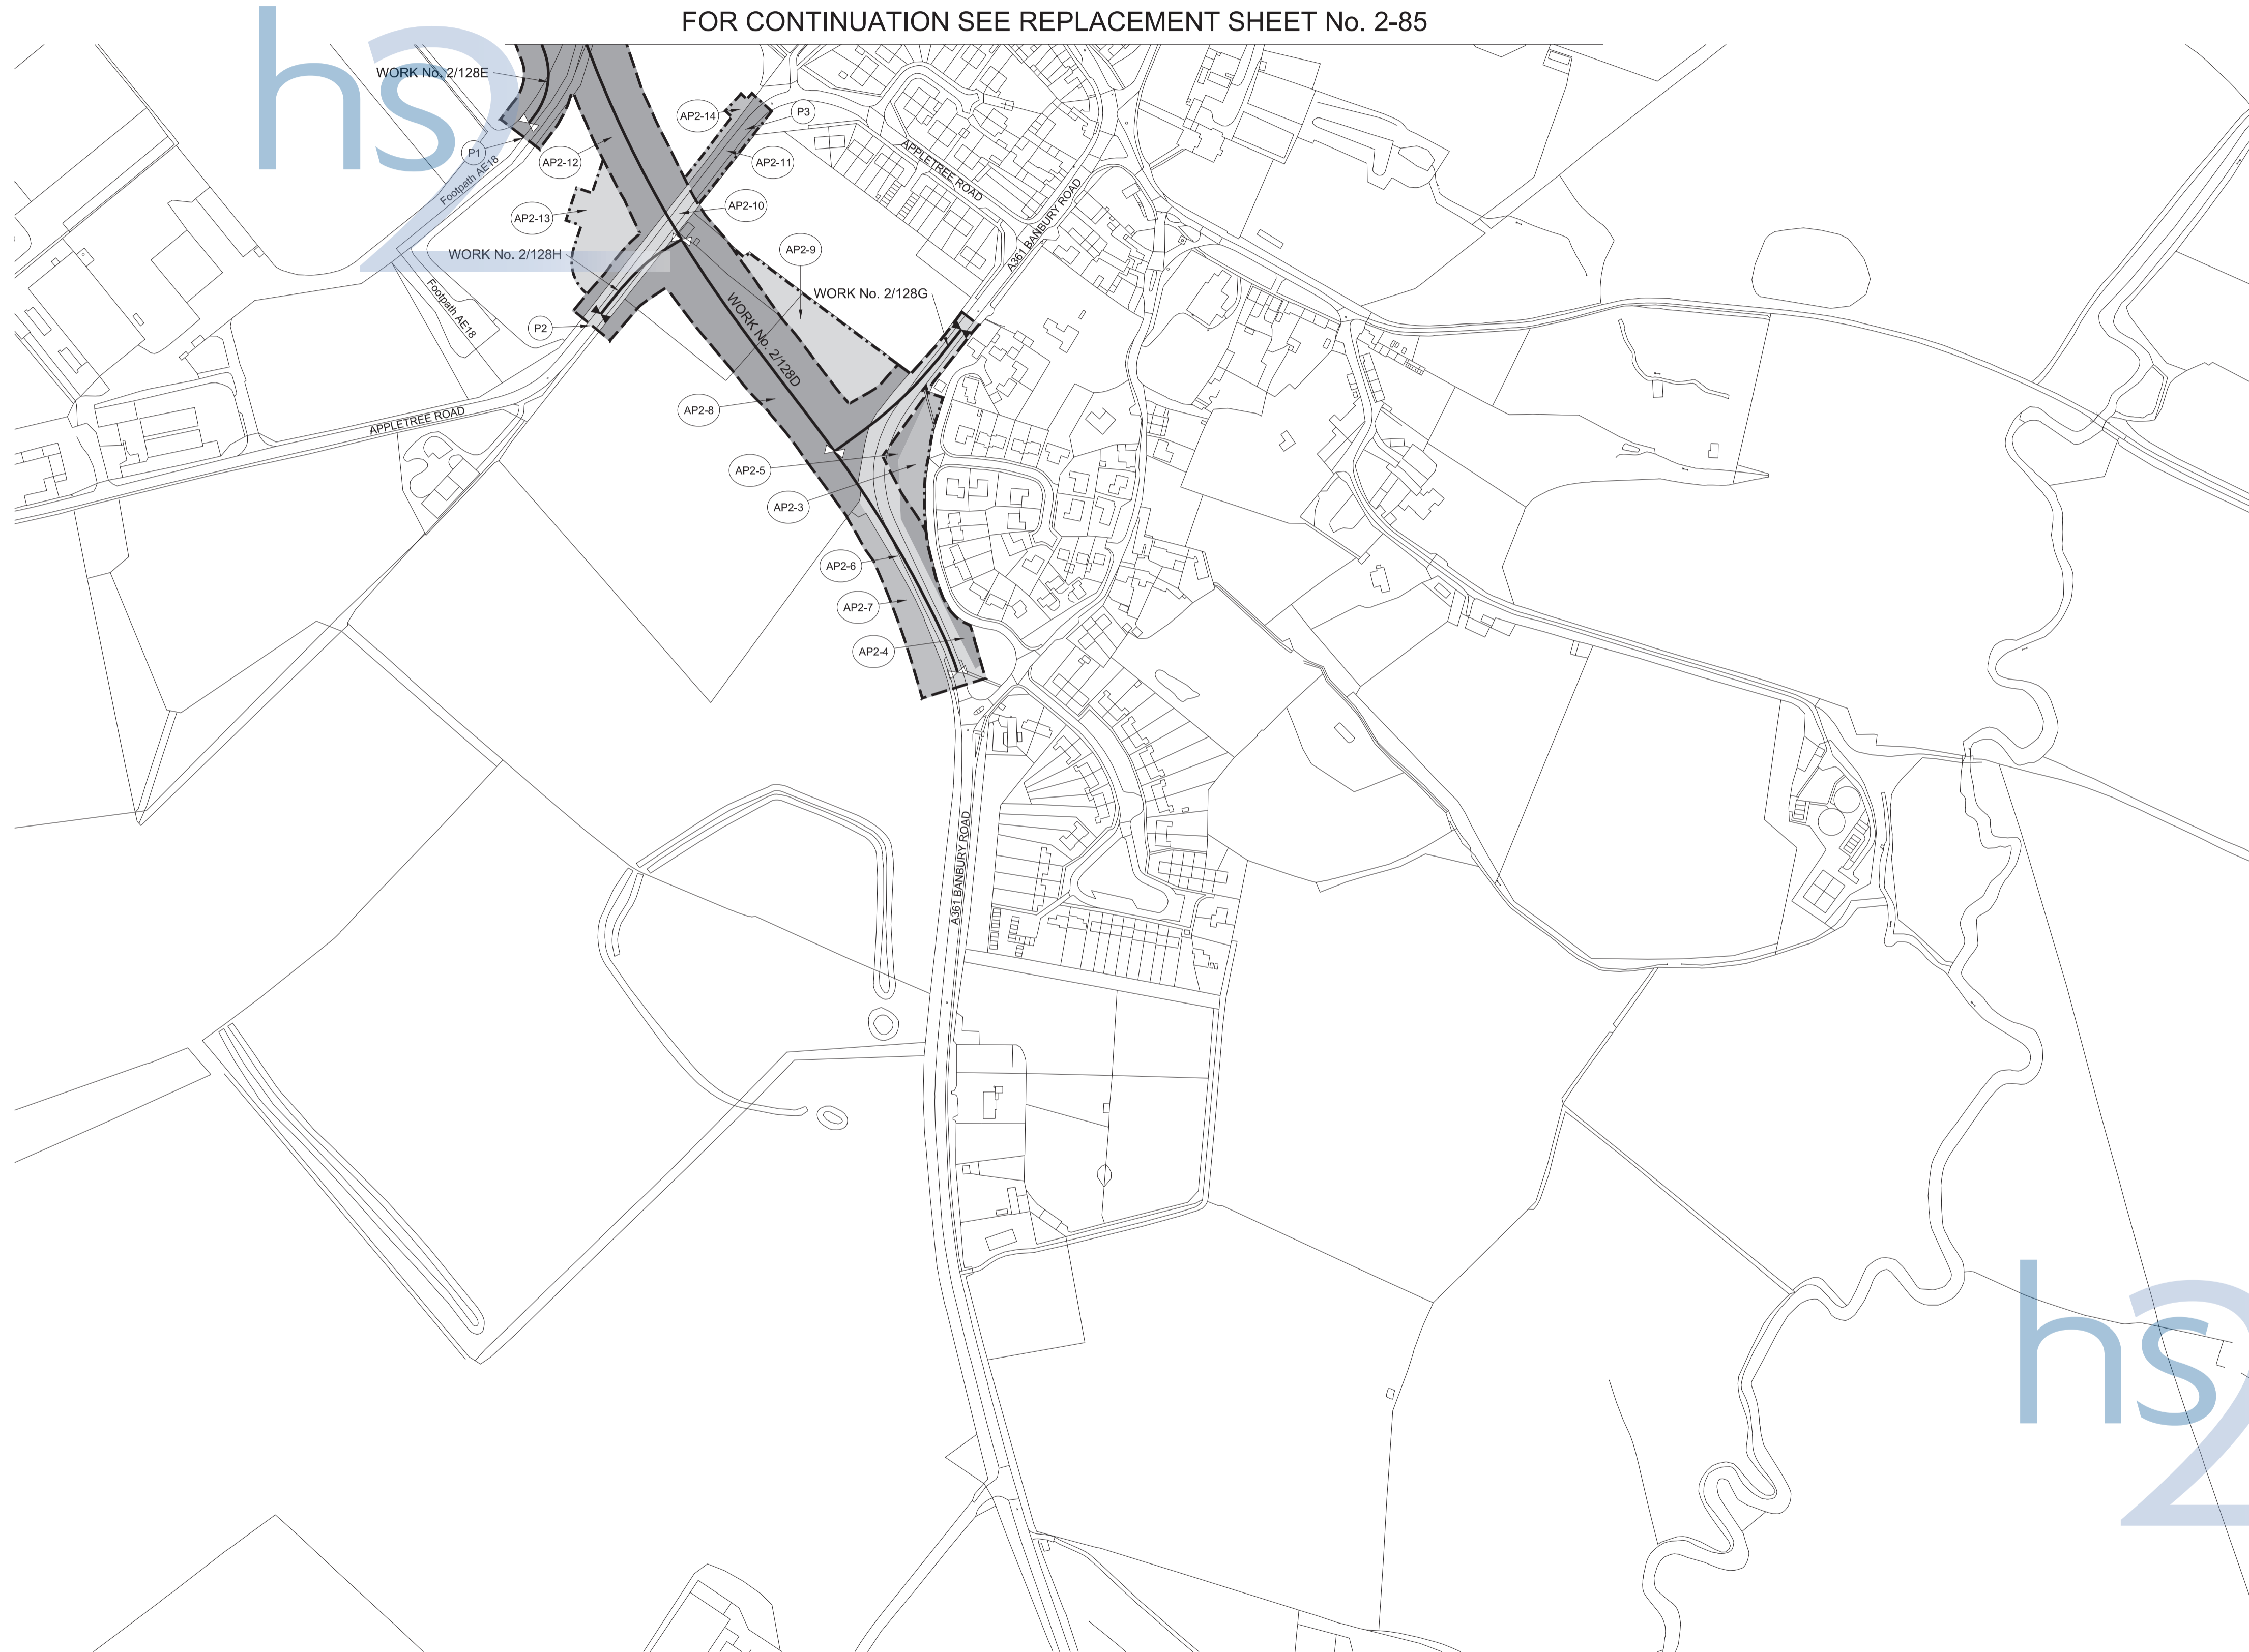 FOR CONTINUATION SEE REPLACEMENT SHEET No. 2-85
hs2
WORK No. 2/128E
AP2-14
P3
P1
AP2-12
AP2-11
Footpath AE18
APPLETREE ROAD
AP2-10
AP2-13
A361 BANBURY ROAD
AP2-9
WORK No. 2/128H
WORK No. 2/128G
Footpath AE18
P2
WORK No. 2/128D
AP2-8
APPLETREE ROAD
AP2-5
AP2-3
AP2-6
AP2-7
AP2-4
A361 BANBURY ROAD
hs2